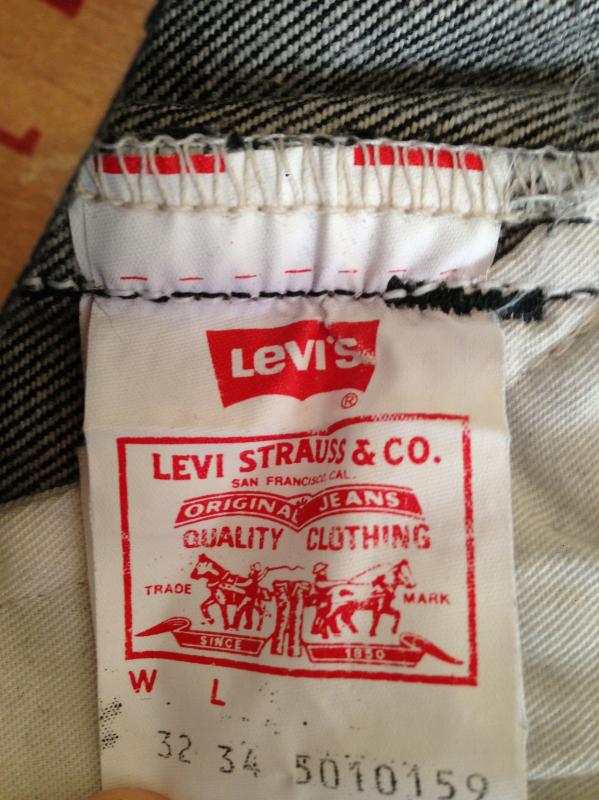 LEVI'S
®
LEVI STRAUSS & CO.
SAN FRANCISCO, CAL.
ORIGINAL JEANS
QUALITY CLOTHING
TRADE MARK
SINCE 1850
W L
32 34 5010159